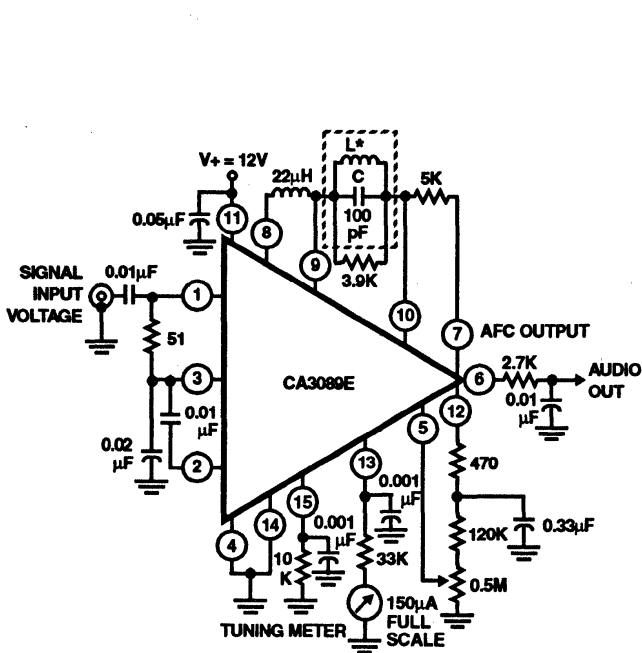 L*
V+ = 12V
22µH
C
5K
100
pF
0.05µF
11
8
9
3.9K
SIGNAL
INPUT
VOLTAGE
0.01µF
1
10
7
AFC OUTPUT
51
2.7K
3
CA3089E
6
AUDIO
OUT
0.01
µF
12
0.01
µF
5
0.02
µF
2
13
470
15
0.001
µF
4
14
0.001
µF
120K
0.33µF
10
K
33K
0.5M
150µA
FULL
SCALE
TUNING METER